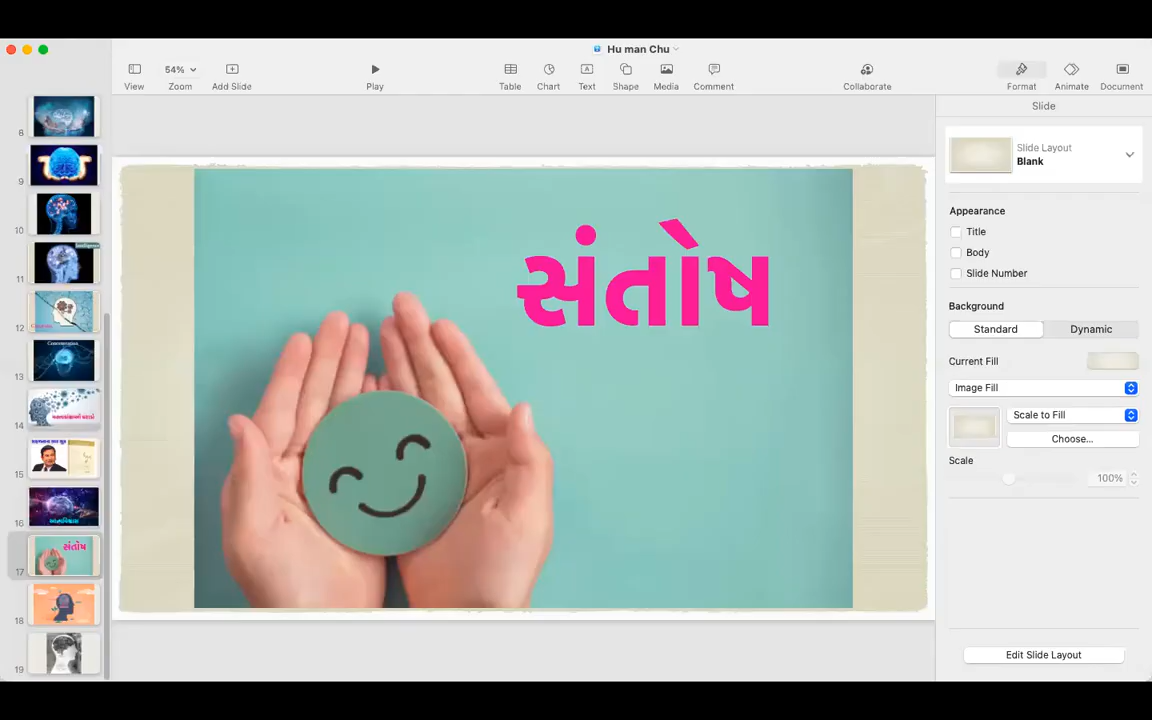 Hu man Chu
View
54%
Zoom
Add Slide
Play
Table
Chart
Text
Shape
Media
Comment
Collaborate
Format
Animate
Document
Slide
Slide Layout
Blank
Appearance
Title
Body
Slide Number
Background
Standard
Dynamic
Current Fill
Image Fill
Scale to Fill
Choose...
Scale
100%
Edit Slide Layout
8
9
10
11
12
13
14
15
16
17
સંતોષ
18
19
સંતોષ